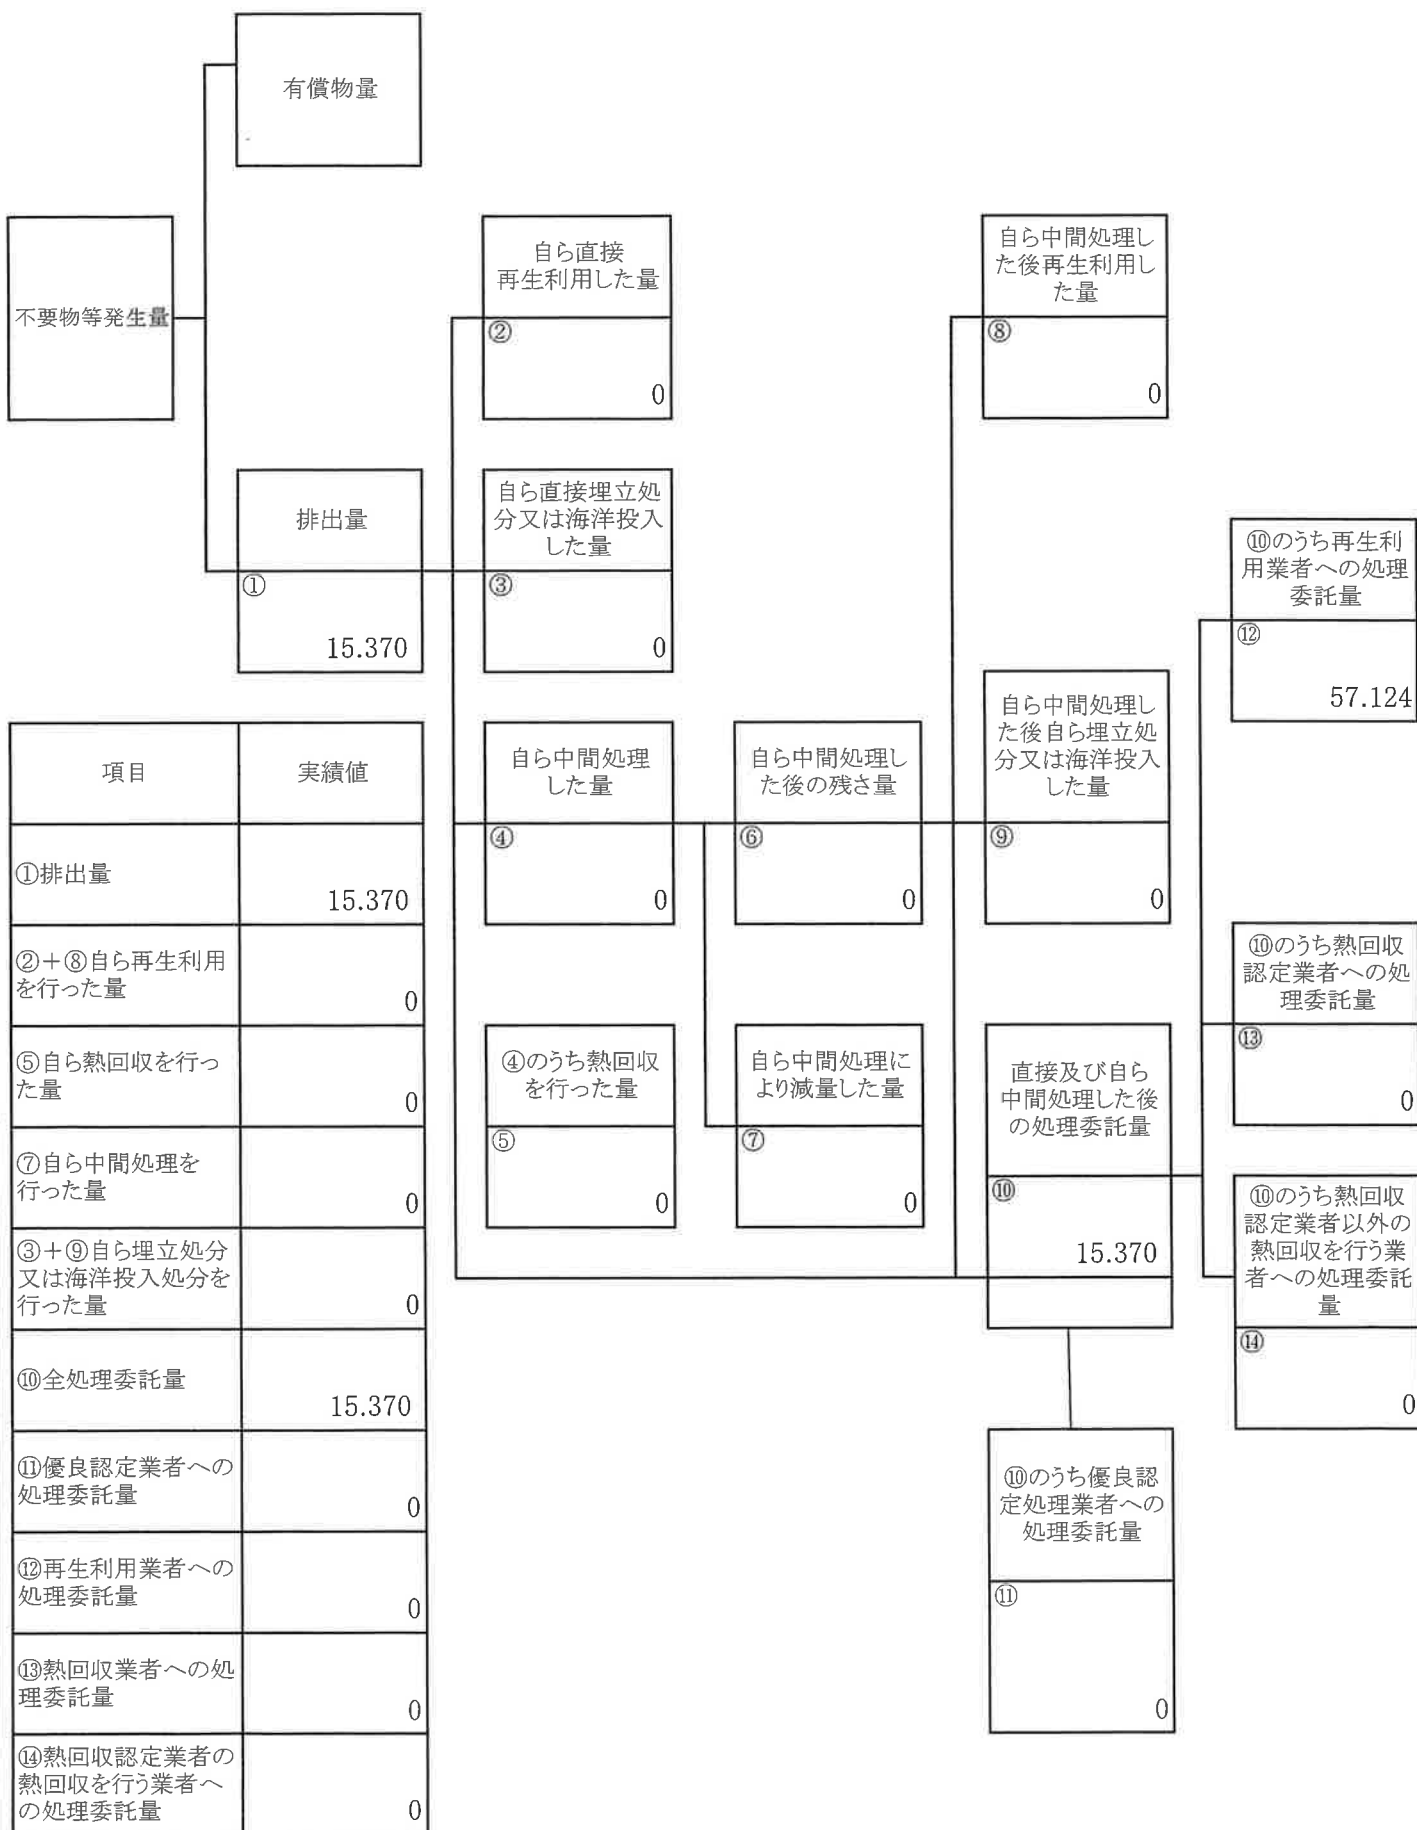 有償物量
不要物等発生量
自ら直接
再生利用した量
②
0
自ら中間処理し
た後再生利用し
た量
⑧
0
排出量
①
15.370
自ら直接埋立処
分又は海洋投入
した量
③
0
⑩のうち再生利
用業者への処理
委託量
⑫
57.124
自ら中間処理
した量
④
0
自ら中間処理し
た後の残さ量
⑥
0
自ら中間処理し
た後自ら埋立処
分又は海洋投入
した量
⑨
0
⑩のうち熱回収
認定業者への処
理委託量
⑬
0
④のうち熱回収
を行った量
⑤
0
自ら中間処理に
より減量した量
⑦
0
直接及び自ら
中間処理した後
の処理委託量
⑩
15.370
⑩のうち熱回収
認定業者以外の
熱回収を行う業
者への処理委託
量
⑭
0
⑩のうち優良認
定処理業者への
処理委託量
⑪
0
項目
実績値
①排出量
15.370
②+⑧自ら再生利用
を行った量
0
⑤自ら熱回収を行っ
た量
0
⑦自ら中間処理を
行った量
0
③+⑨自ら埋立処分
又は海洋投入処分を
行った量
0
⑩全処理委託量
15.370
⑪優良認定業者への
処理委託量
0
⑫再生利用業者への
処理委託量
0
⑬熱回収業者への処
理委託量
0
⑭熱回収認定業者の
熱回収を行う業者へ
の処理委託量
0